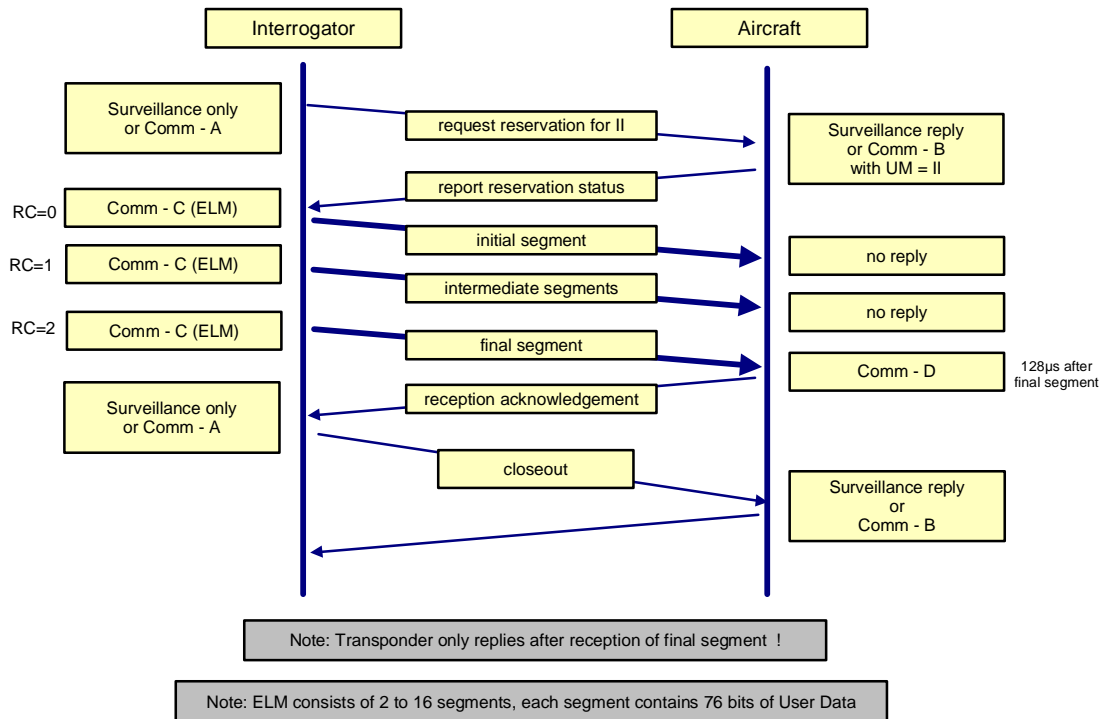 Interrogator
Aircraft
Surveillance only
or Comm - A
request reservation for II
Surveillance reply
or Comm - B
with UM = II
report reservation status
RC=0
Comm - C (ELM)
initial segment
no reply
RC=1
Comm - C (ELM)
intermediate segments
no reply
RC=2
Comm - C (ELM)
final segment
Comm - D
128µs after
final segment
reception acknowledgement
Surveillance only
or Comm - A
closeout
Surveillance reply
or
Comm - B
Note: Transponder only replies after reception of final segment !
Note: ELM consists of 2 to 16 segments, each segment contains 76 bits of User Data